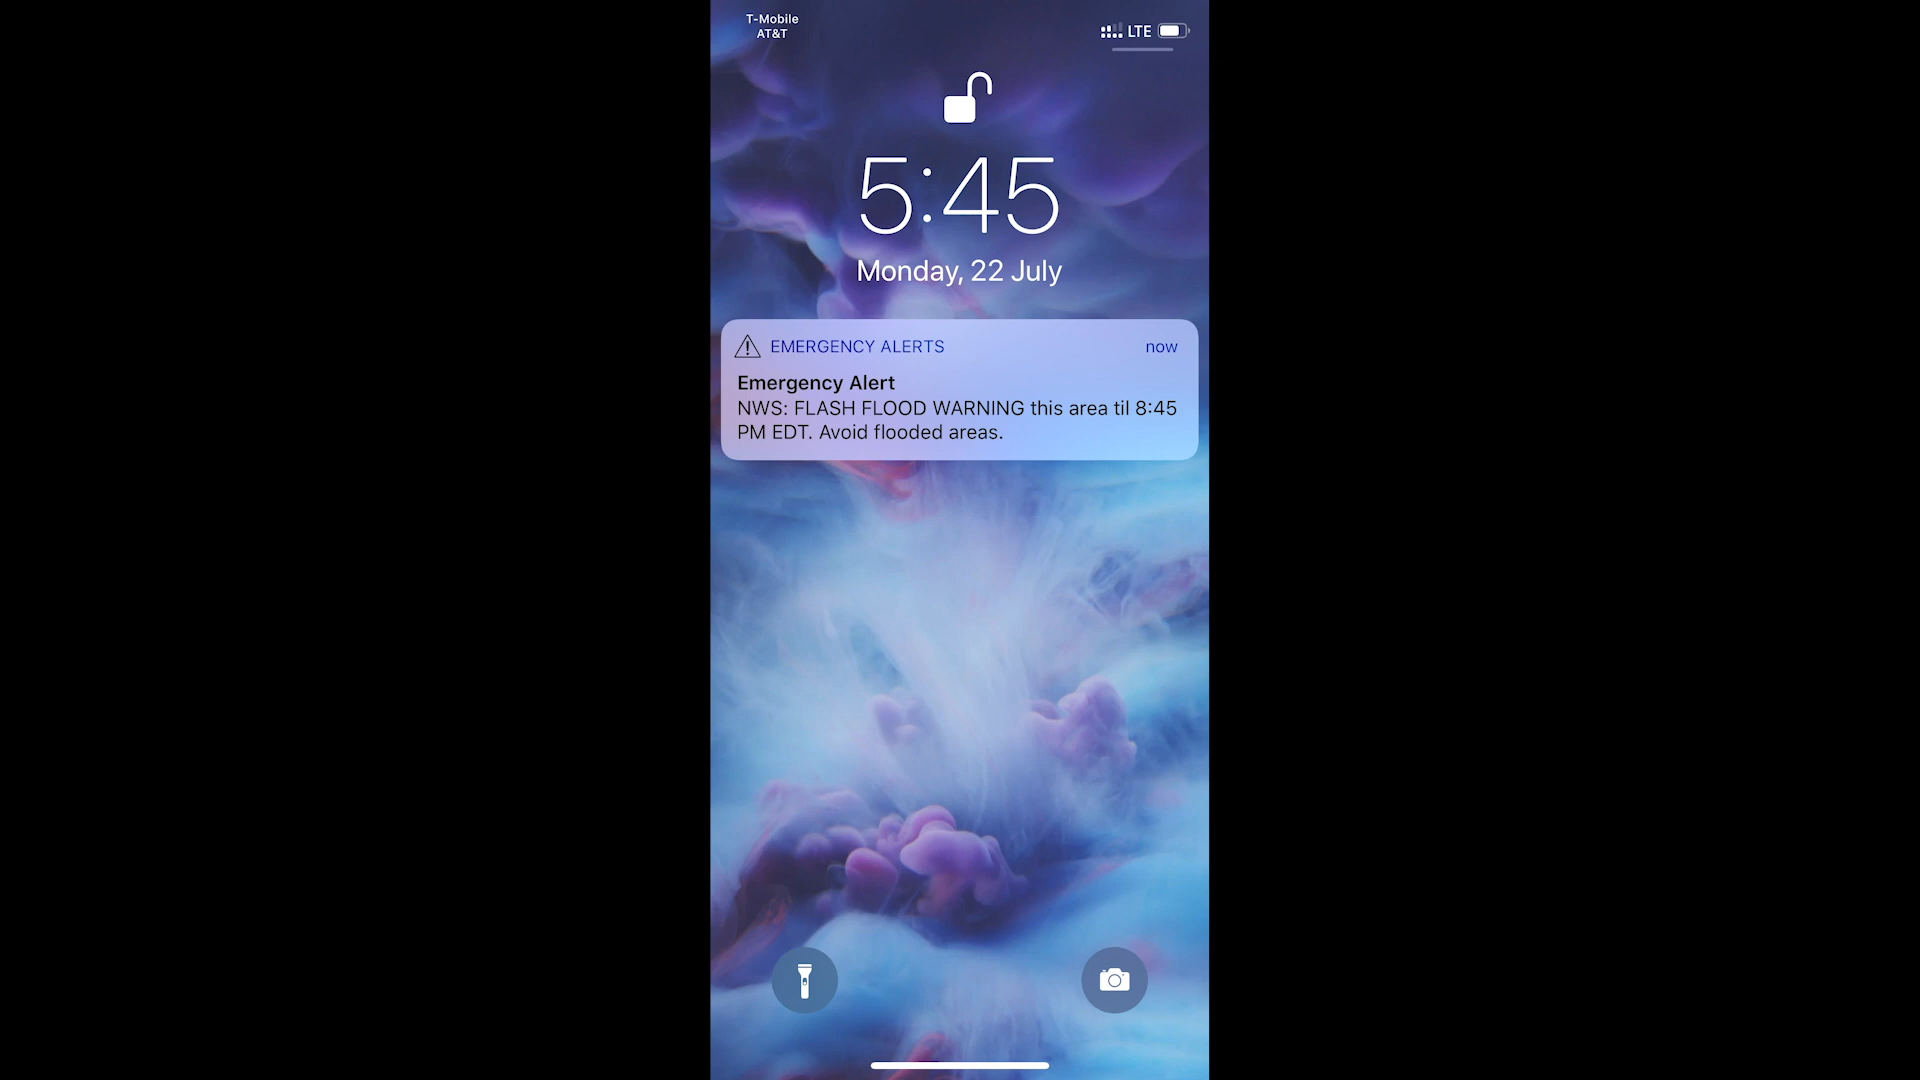 T-Mobile
AT&T
LTE
5:45
Monday, 22 July
EMERGENCY ALERTS now
Emergency Alert
NWS: FLASH FLOOD WARNING this area til 8:45
PM EDT. Avoid flooded areas.